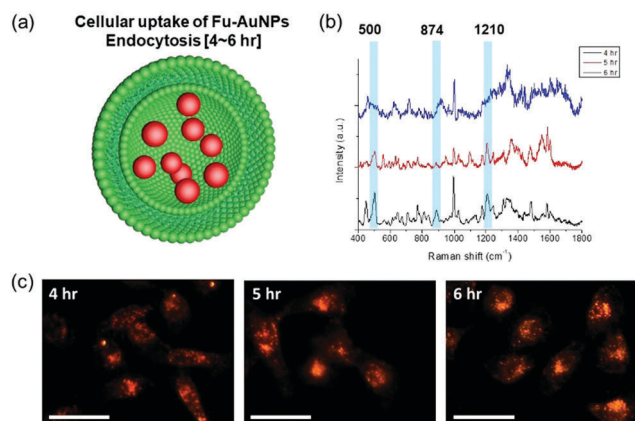 (a)
Cellular uptake of Fu-AuNPs
Endocytosis [4~6 hr]
(b)
500 874 1210
4 hr
5 hr
6 hr
Intensity (a.u.)
400 600 800 1000 1200 1400 1600 1800
Raman shift (cm⁻¹)
(c)
4 hr
5 hr
6 hr